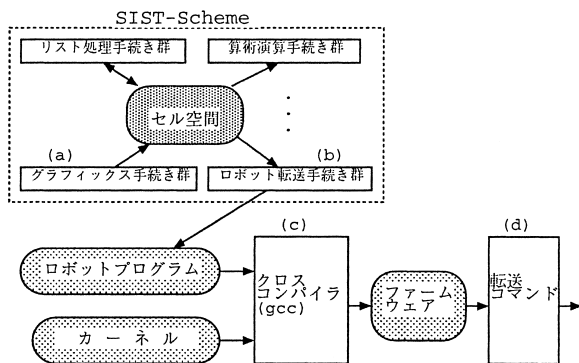 SIST-Scheme
リスト処理手続き群
算術演算手続き群
セル空間
(a)
(b)
グラフィックス手続き群
ロボット転送手続き群
(c)
(d)
ロボットプログラム
クロス
コンパイラ
(gcc)
ファーム
ウェア
転送
コマンド
カーネル